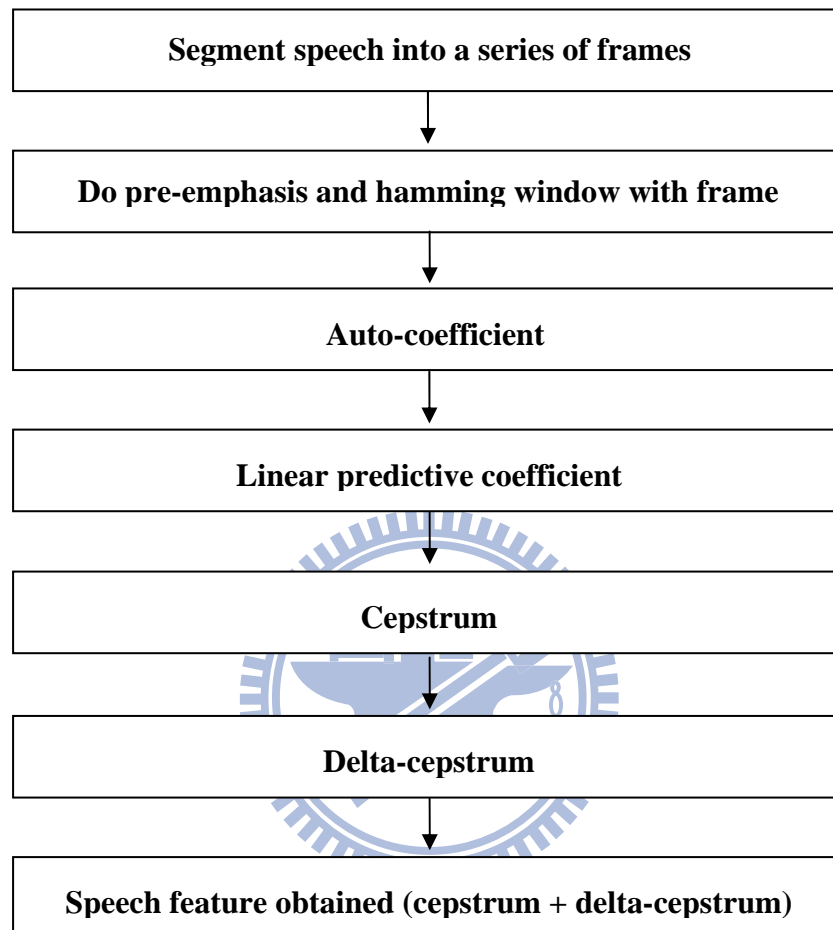 Segment speech into a series of frames
Do pre-emphasis and hamming window with frame
Auto-coefficient
Linear predictive coefficient
Cepstrum
Delta-cepstrum
Speech feature obtained (cepstrum + delta-cepstrum)